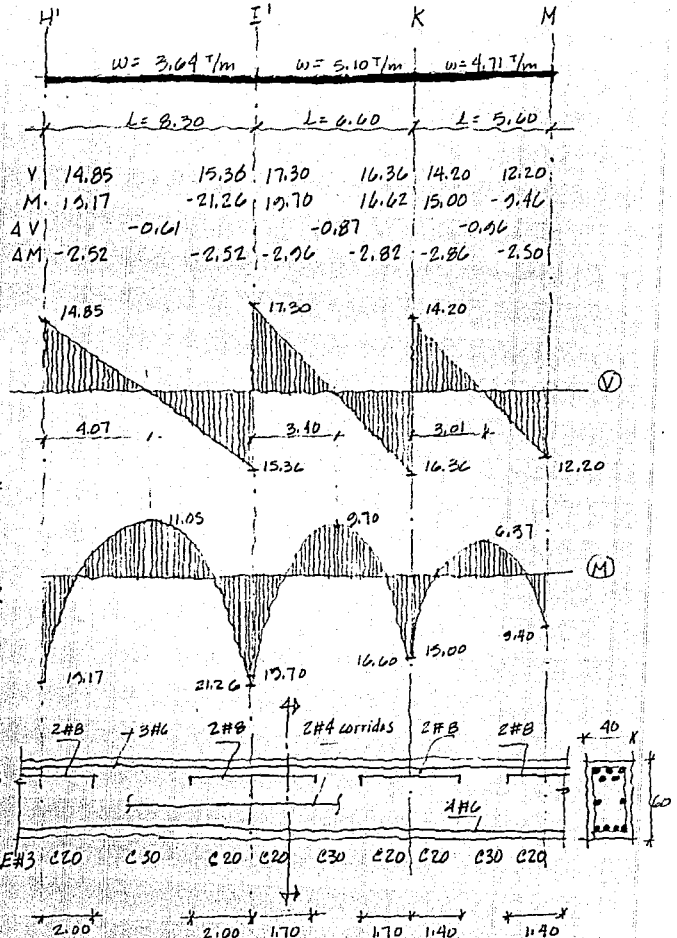 H' I' K M
w= 3.64 T/m w= 5.10 T/m w=4.71 T/m
L= 8.30 L= 6.60 L= 5.60
V 14.85 15.36 17.30 16.36 14.20 12.20
M 19.17 -21.26 19.70 16.62 15.00 -9.46
ΔV -0.61 -0.87 -0.96
ΔM -2.52 -2.52 -2.96 -2.82 -2.86 -2.50
14.85 17.30 14.20
V
4.07 3.40 3.01
15.36 16.36 12.20
11.05 9.70 6.37
M
19.17 21.26 19.70 16.60 15.00 9.40
2#8 3#6 2#8 2#4 corridos 2#8 2#8 40
4#6 60
E#3 C20 C30 C20 C20 C30 C20 C20 C30 C20
2.00 2.00 1.70 1.70 1.40 1.40